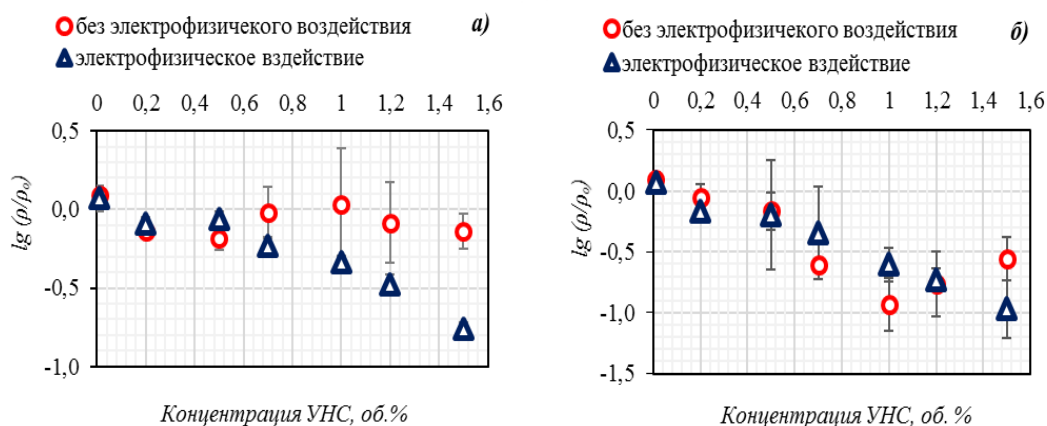 без электрофизичекого воздействия а)
электрофизическое вздействие
0 0,2 0,4 0,6 0,8 1 1,2 1,4 1,6
0,5
0,0
-0,5
-1,0
lg (ρ/ρ₀)
Концентрация УНС, об.%
без электрофизичекого воздействия б)
электрофизическое вздействие
0 0,2 0,4 0,6 0,8 1 1,2 1,4 1,6
0,5
0,0
-0,5
-1,0
-1,5
lg (ρ/ρ₀)
Концентрация УНС, об. %